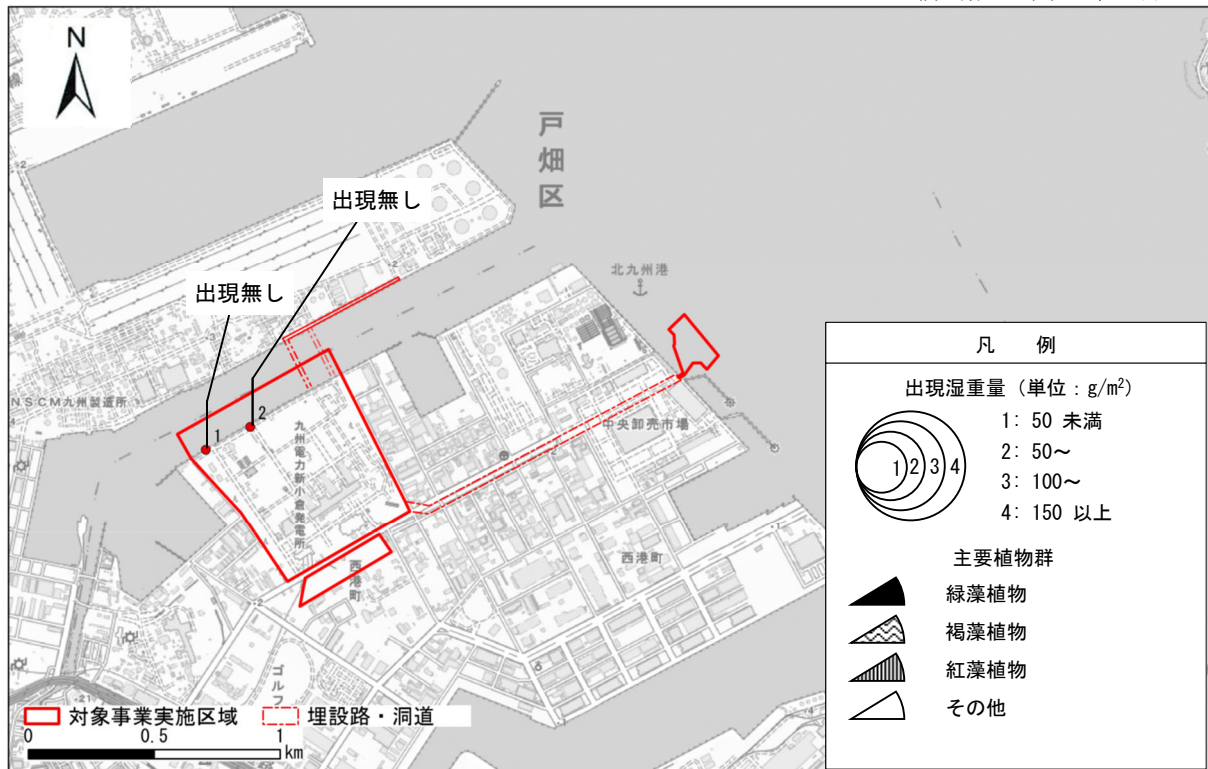 N
戸畑区
出現無し
出現無し
北九州港
NSCM九州製造所
1
2
九州電力新小倉発電所
中央卸売市場
西港町
西港町
ゴルフ
凡 例
出現湿重量（単位：g/m²）
1 2 3 4
1: 50 未満
2: 50～
3: 100～
4: 150 以上
主要植物群
緑藻植物
褐藻植物
紅藻植物
その他
対象事業実施区域 埋設路・洞道
0 0.5 1
km